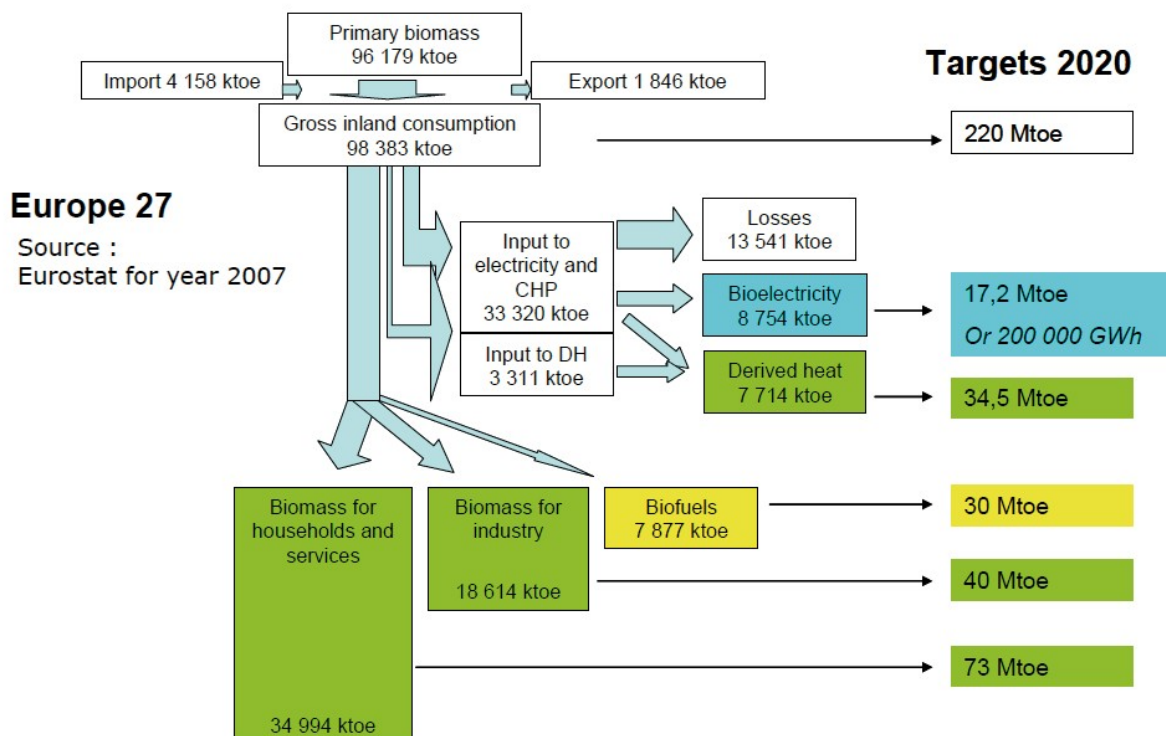 Primary biomass
96 179 ktoe
Import 4 158 ktoe
Export 1 846 ktoe
Targets 2020
Gross inland consumption
98 383 ktoe
220 Mtoe
Europe 27
Source :
Eurostat for year 2007
Input to
electricity and
CHP
33 320 ktoe
Losses
13 541 ktoe
Bioelectricity
8 754 ktoe
17,2 Mtoe
Or 200 000 GWh
Input to DH
3 311 ktoe
Derived heat
7 714 ktoe
34,5 Mtoe
Biomass for
households and
services
34 994 ktoe
Biomass for
industry
18 614 ktoe
Biofuels
7 877 ktoe
30 Mtoe
40 Mtoe
73 Mtoe